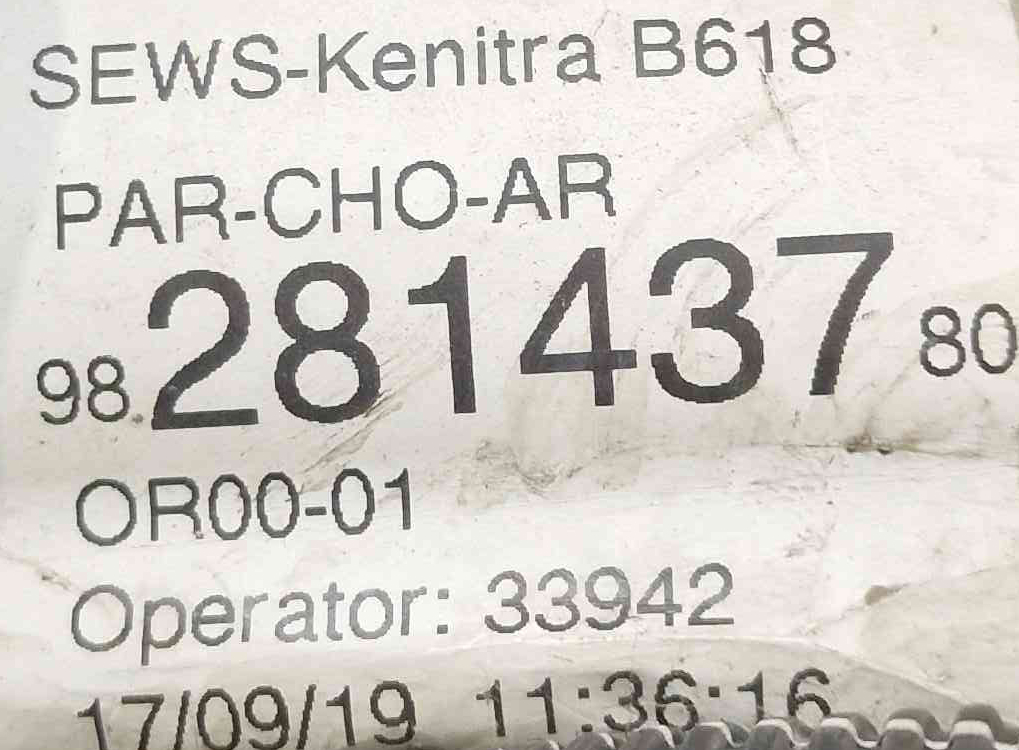 SEWS-Kenitra B618
PAR-CHO-AR
98 281437 80
OR00-01
Operator: 33942
17/09/19 11:36:16